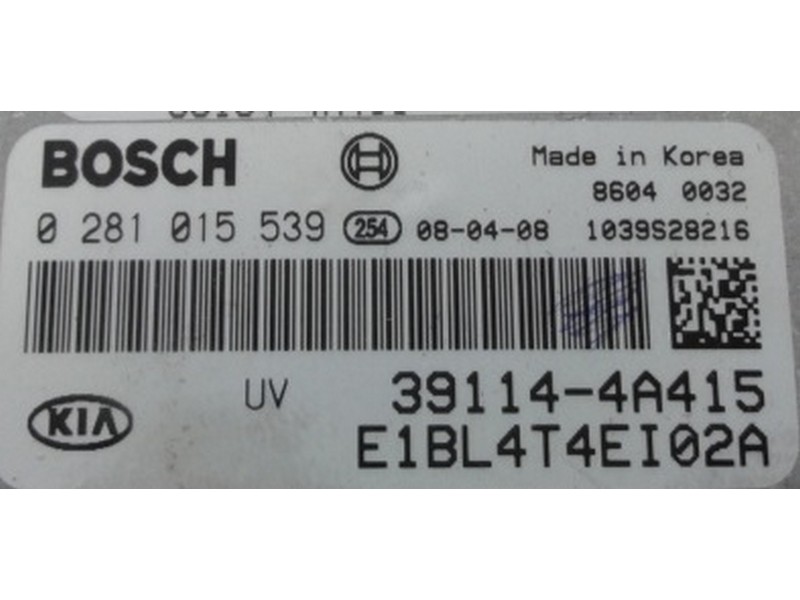 BOSCH
Made in Korea
8604 0032
0 281 015 539 254 08-04-08 1039S28216
UV 39114-4A415
KIA
E1BL4T4EI02A